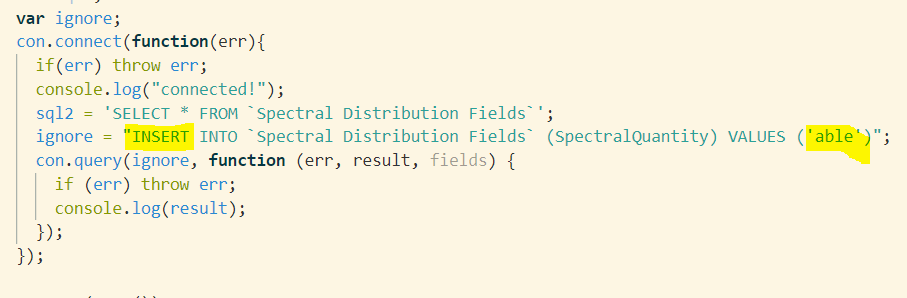 var ignore;
con.connect(function(err){
if(err) throw err;
console.log("connected!");
sql2 = 'SELECT * FROM `Spectral Distribution Fields`';
ignore = "INSERT INTO `Spectral Distribution Fields` (SpectralQuantity) VALUES ('able')";
con.query(ignore, function (err, result, fields) {
if (err) throw err;
console.log(result);
});
});